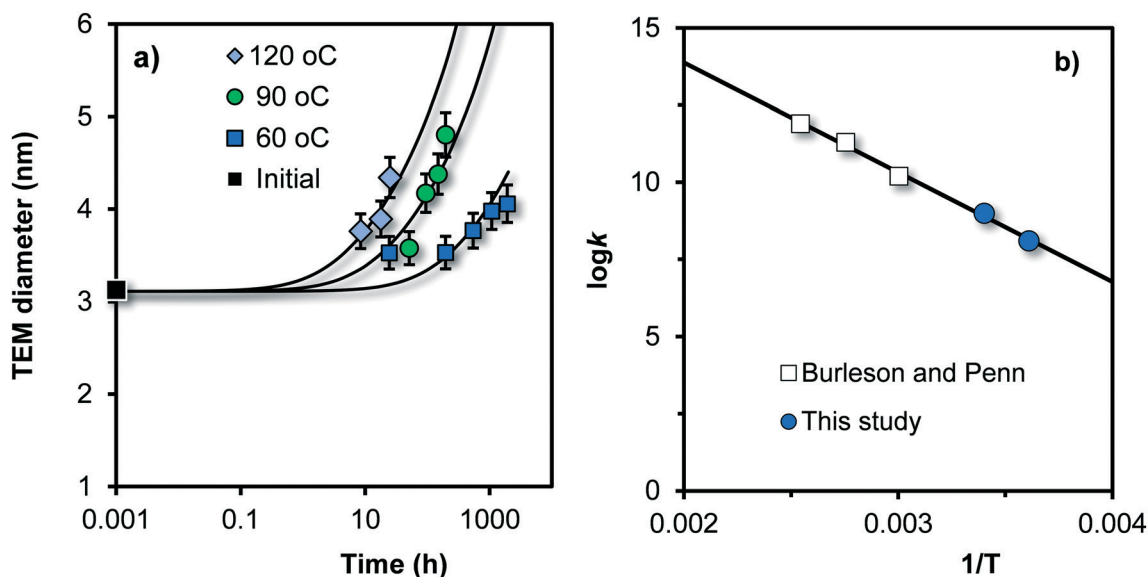 a)
120 oC
90 oC
60 oC
Initial
TEM diameter (nm)
6
5
4
3
2
1
0.001
0.1
10
1000
Time (h)
b)
logk
15
10
5
0
Burleson and Penn
This study
0.002
0.003
0.004
1/T